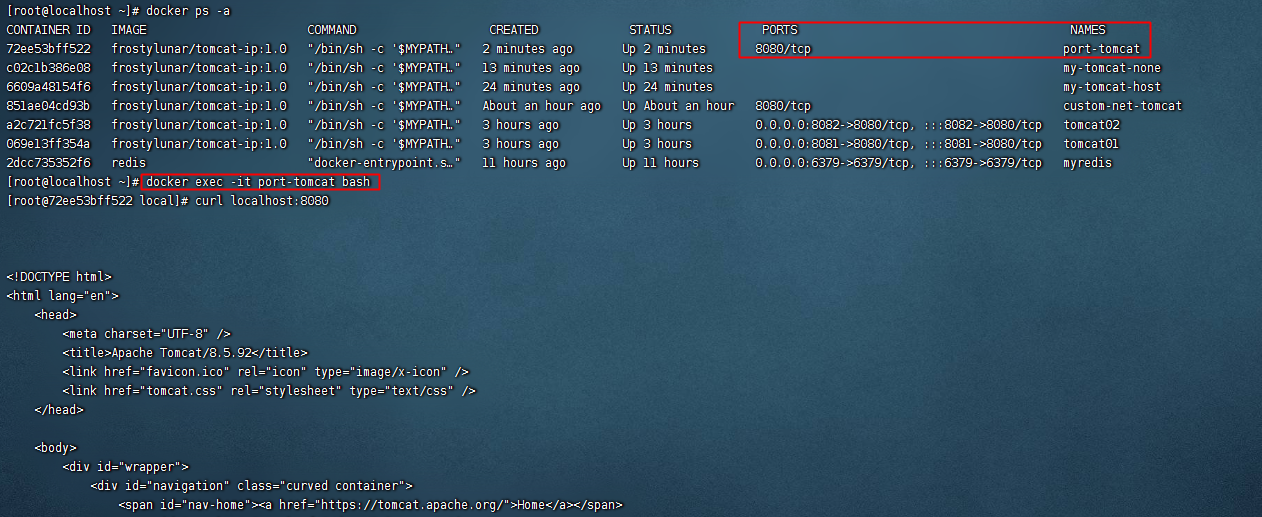 [root@localhost ~]# docker ps -a
CONTAINER ID   IMAGE                      COMMAND                  CREATED             STATUS             PORTS                                       NAMES
72ee53bff522   frostylunar/tomcat-ip:1.0   "/bin/sh -c '$MYPATH…"   2 minutes ago       Up 2 minutes       8080/tcp                                    port-tomcat
c02c1b386e08   frostylunar/tomcat-ip:1.0   "/bin/sh -c '$MYPATH…"   13 minutes ago      Up 13 minutes                                                  my-tomcat-none
6609a48154f6   frostylunar/tomcat-ip:1.0   "/bin/sh -c '$MYPATH…"   24 minutes ago      Up 24 minutes                                                  my-tomcat-host
851ae04cd93b   frostylunar/tomcat-ip:1.0   "/bin/sh -c '$MYPATH…"   About an hour ago   Up About an hour   8080/tcp                                    custom-net-tomcat
a2c721fc5f38   frostylunar/tomcat-ip:1.0   "/bin/sh -c '$MYPATH…"   3 hours ago         Up 3 hours         0.0.0.0:8082->8080/tcp, :::8082->8080/tcp   tomcat02
069e13ff354a   frostylunar/tomcat-ip:1.0   "/bin/sh -c '$MYPATH…"   3 hours ago         Up 3 hours         0.0.0.0:8081->8080/tcp, :::8081->8080/tcp   tomcat01
2dcc735352f6   redis                       "docker-entrypoint.s…"   11 hours ago        Up 11 hours        0.0.0.0:6379->6379/tcp, :::6379->6379/tcp   myredis
[root@localhost ~]# docker exec -it port-tomcat bash
[root@72ee53bff522 local]# curl localhost:8080
<!DOCTYPE html>
<html lang="en">
    <head>
        <meta charset="UTF-8" />
        <title>Apache Tomcat/8.5.92</title>
        <link href="favicon.ico" rel="icon" type="image/x-icon" />
        <link href="tomcat.css" rel="stylesheet" type="text/css" />
    </head>
    <body>
        <div id="wrapper">
            <div id="navigation" class="curved container">
                <span id="nav-home"><a href="https://tomcat.apache.org/">Home</a></span>